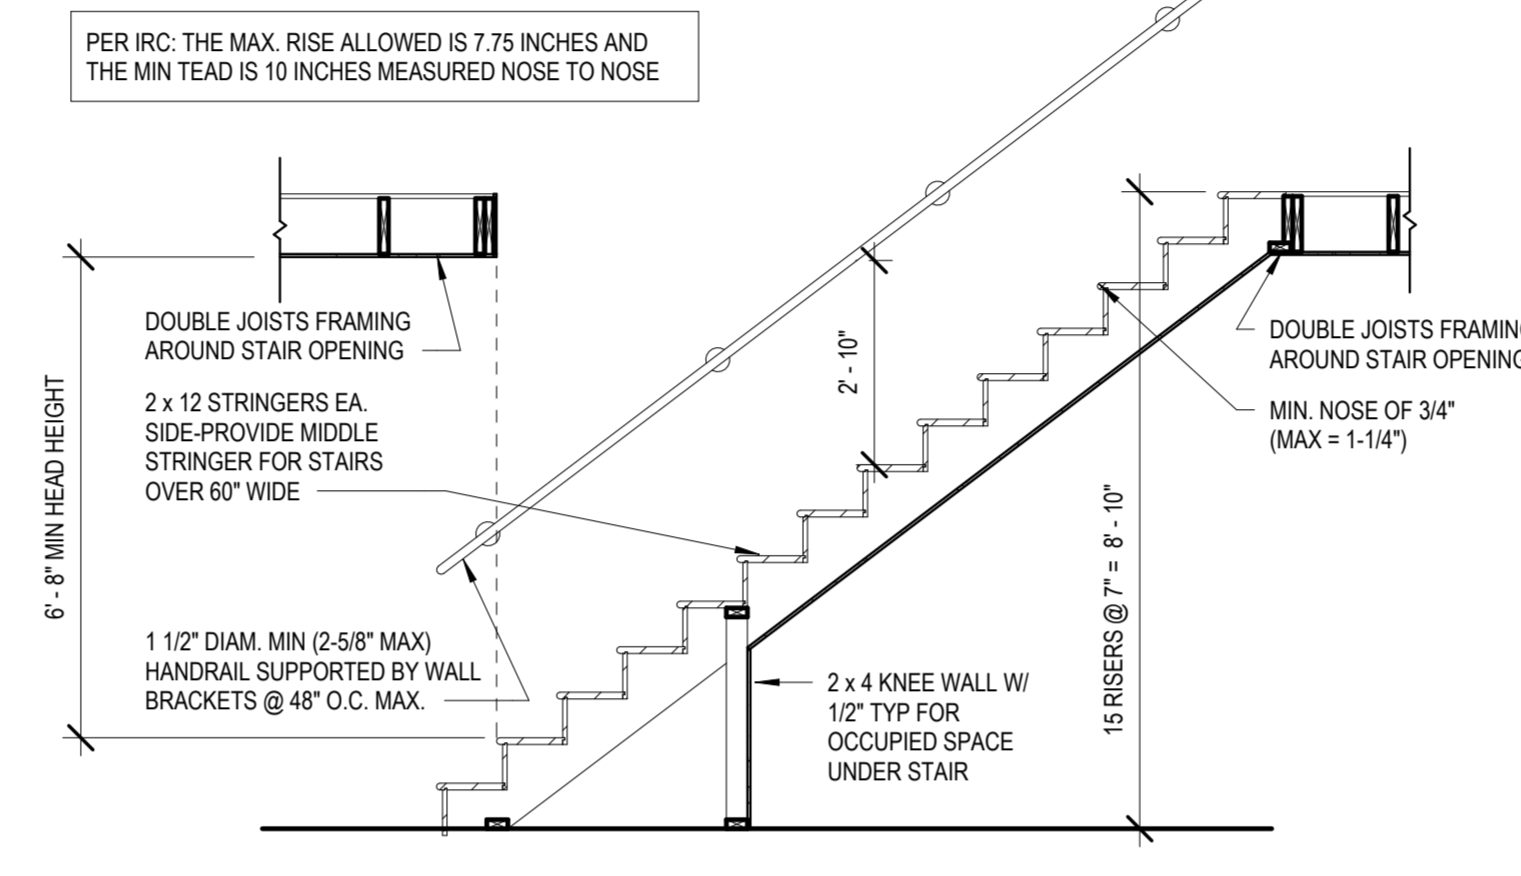 PER IRC: THE MAX. RISE ALLOWED IS 7.75 INCHES AND
THE MIN TEAD IS 10 INCHES MEASURED NOSE TO NOSE
DOUBLE JOISTS FRAMING
AROUND STAIR OPENING
2 x 12 STRINGERS EA.
SIDE-PROVIDE MIDDLE
STRINGER FOR STAIRS
OVER 60" WIDE
6' - 8" MIN HEAD HEIGHT
1 1/2" DIAM. MIN (2-5/8" MAX)
HANDRAIL SUPPORTED BY WALL
BRACKETS @ 48" O.C. MAX.
2' - 10"
2 x 4 KNEE WALL W/
1/2" TYP FOR
OCCUPIED SPACE
UNDER STAIR
15 RISERS @ 7" = 8' - 10"
DOUBLE JOISTS FRAMING
AROUND STAIR OPENING
MIN. NOSE OF 3/4"
(MAX = 1-1/4")